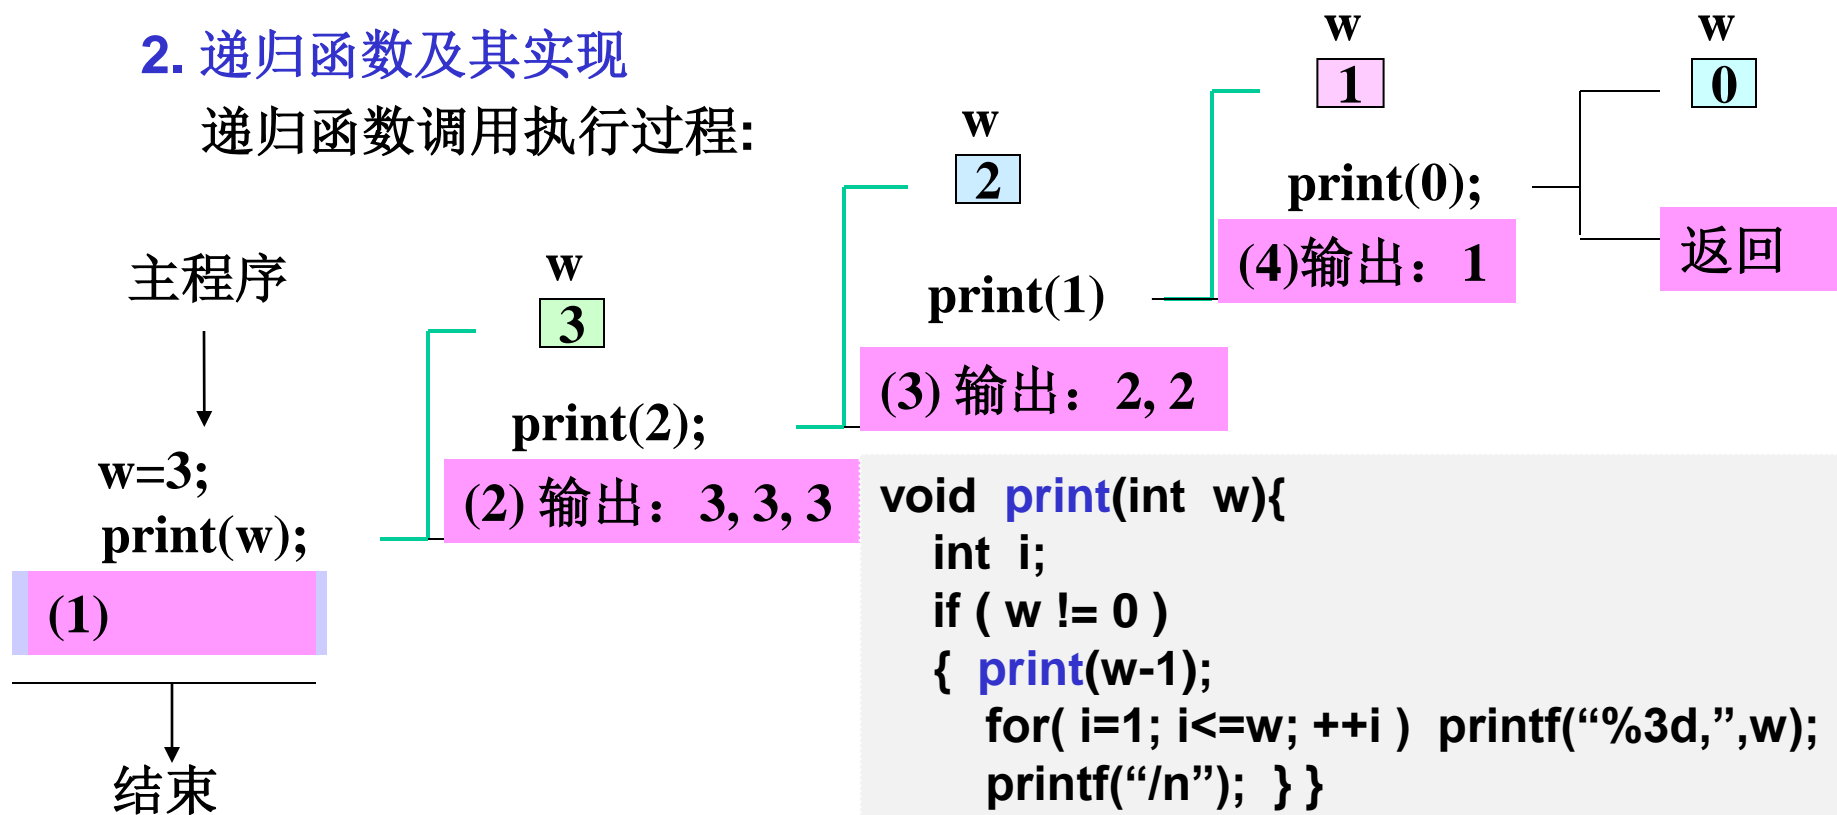 2. 递归函数及其实现
递归函数调用执行过程:
主程序
w=3;
print(w);
(1)
结束
w
3
print(2);
(2) 输出：3, 3, 3
w
2
print(1)
(3) 输出：2, 2
w
1
print(0);
(4)输出：1
w
0
返回
void print(int w){
int i;
if ( w != 0 )
{ print(w-1);
for( i=1; i<=w; ++i ) printf(“%3d,”,w);
printf(“/n”); } }